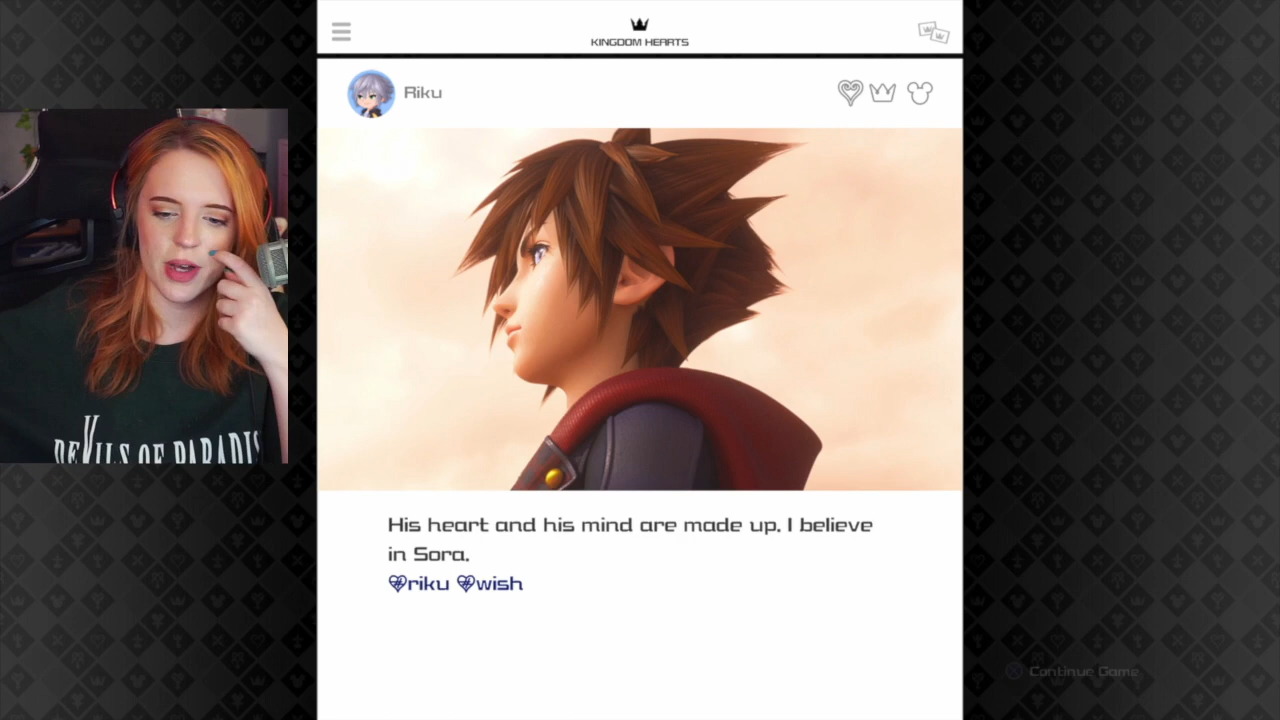 KINGDOM HEARTS
Riku
His heart and his mind are made up. I believe
in Sora.
#riku #wish
Continue Game
DEVILS OF PARADIS